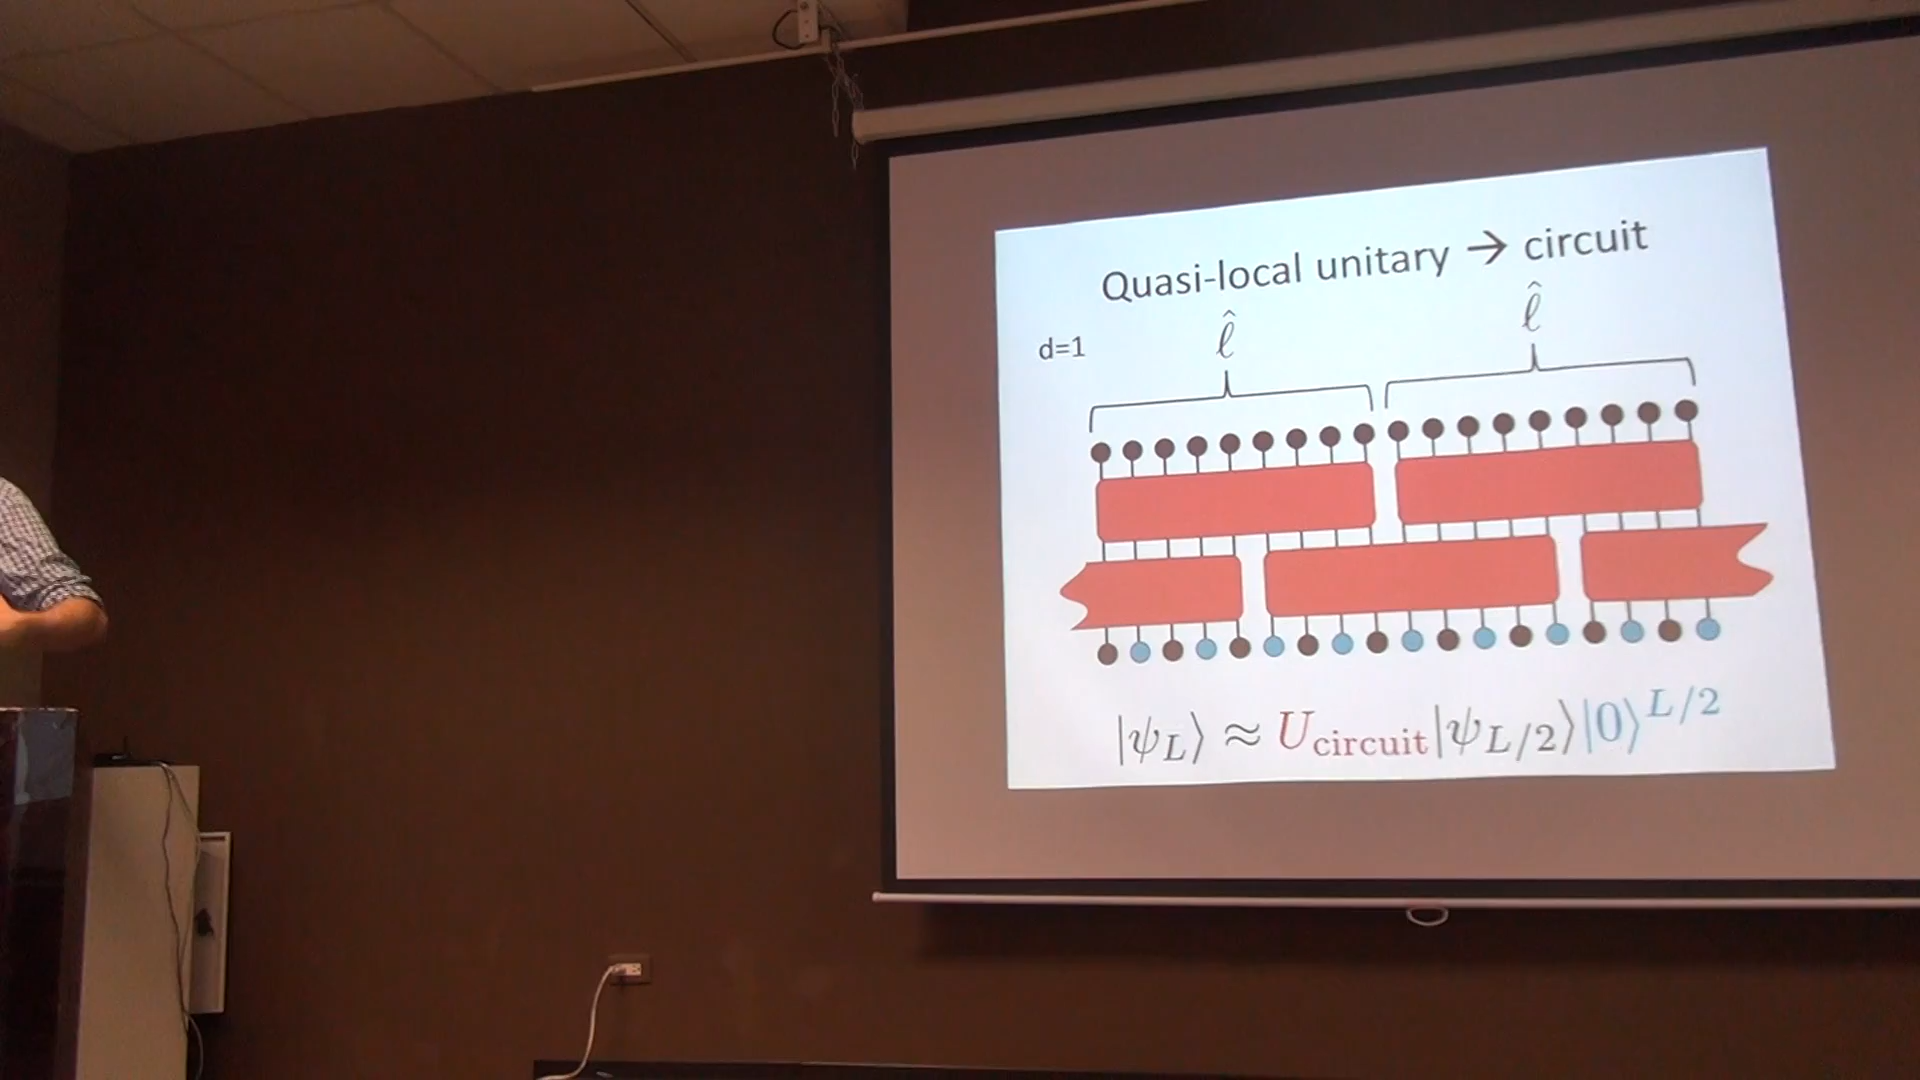 Quasi-local unitary → circuit
d=1
ℓ̂
ℓ̂
|ψ_L⟩ ≈ U_circuit|ψ_{L/2}⟩|0⟩^{L/2}